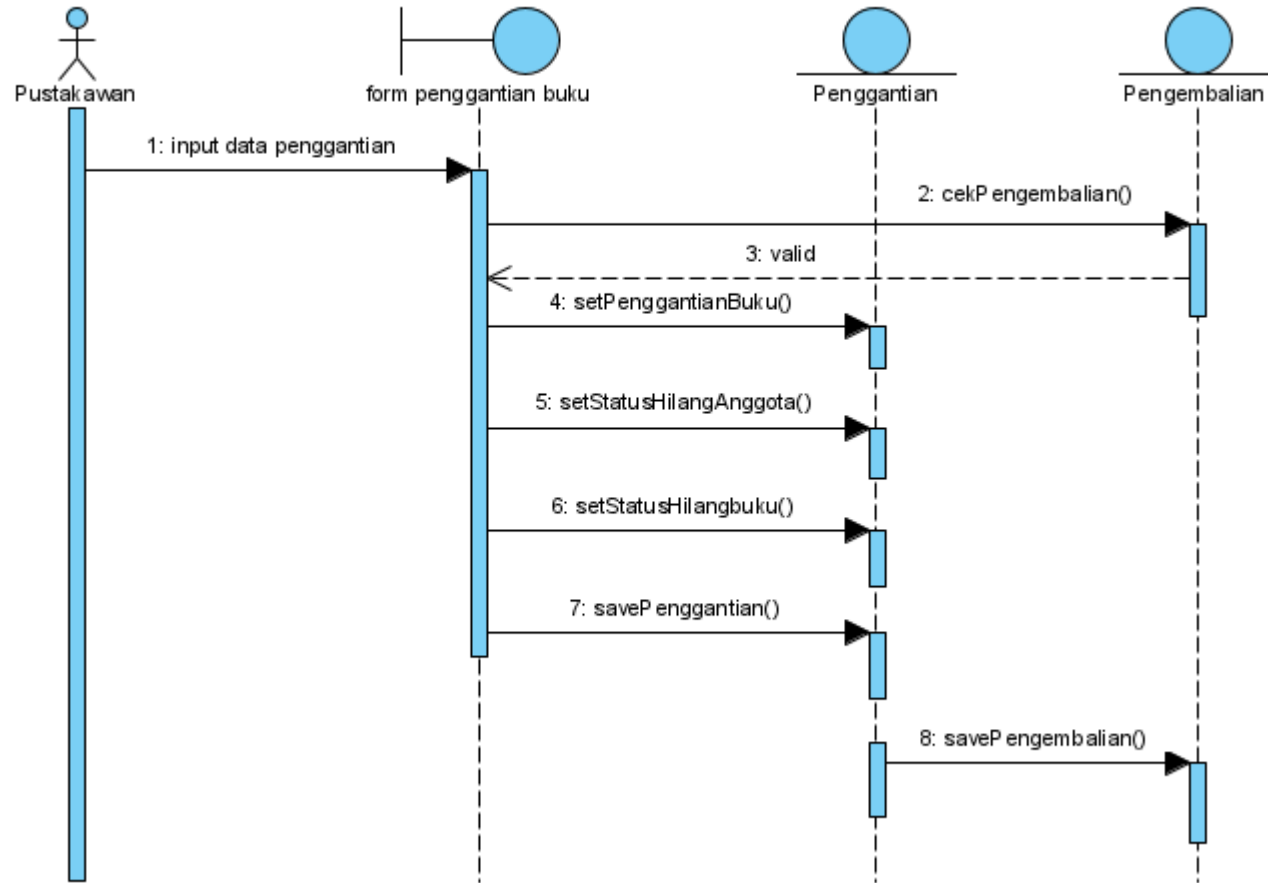 Pustakawan
form penggantian buku
Penggantian
Pengembalian
1: input data penggantian
2: cekPengembalian()
3: valid
4: setPenggantianBuku()
5: setStatusHilangAnggota()
6: setStatusHilangbuku()
7: savePenggantian()
8: savePengembalian()